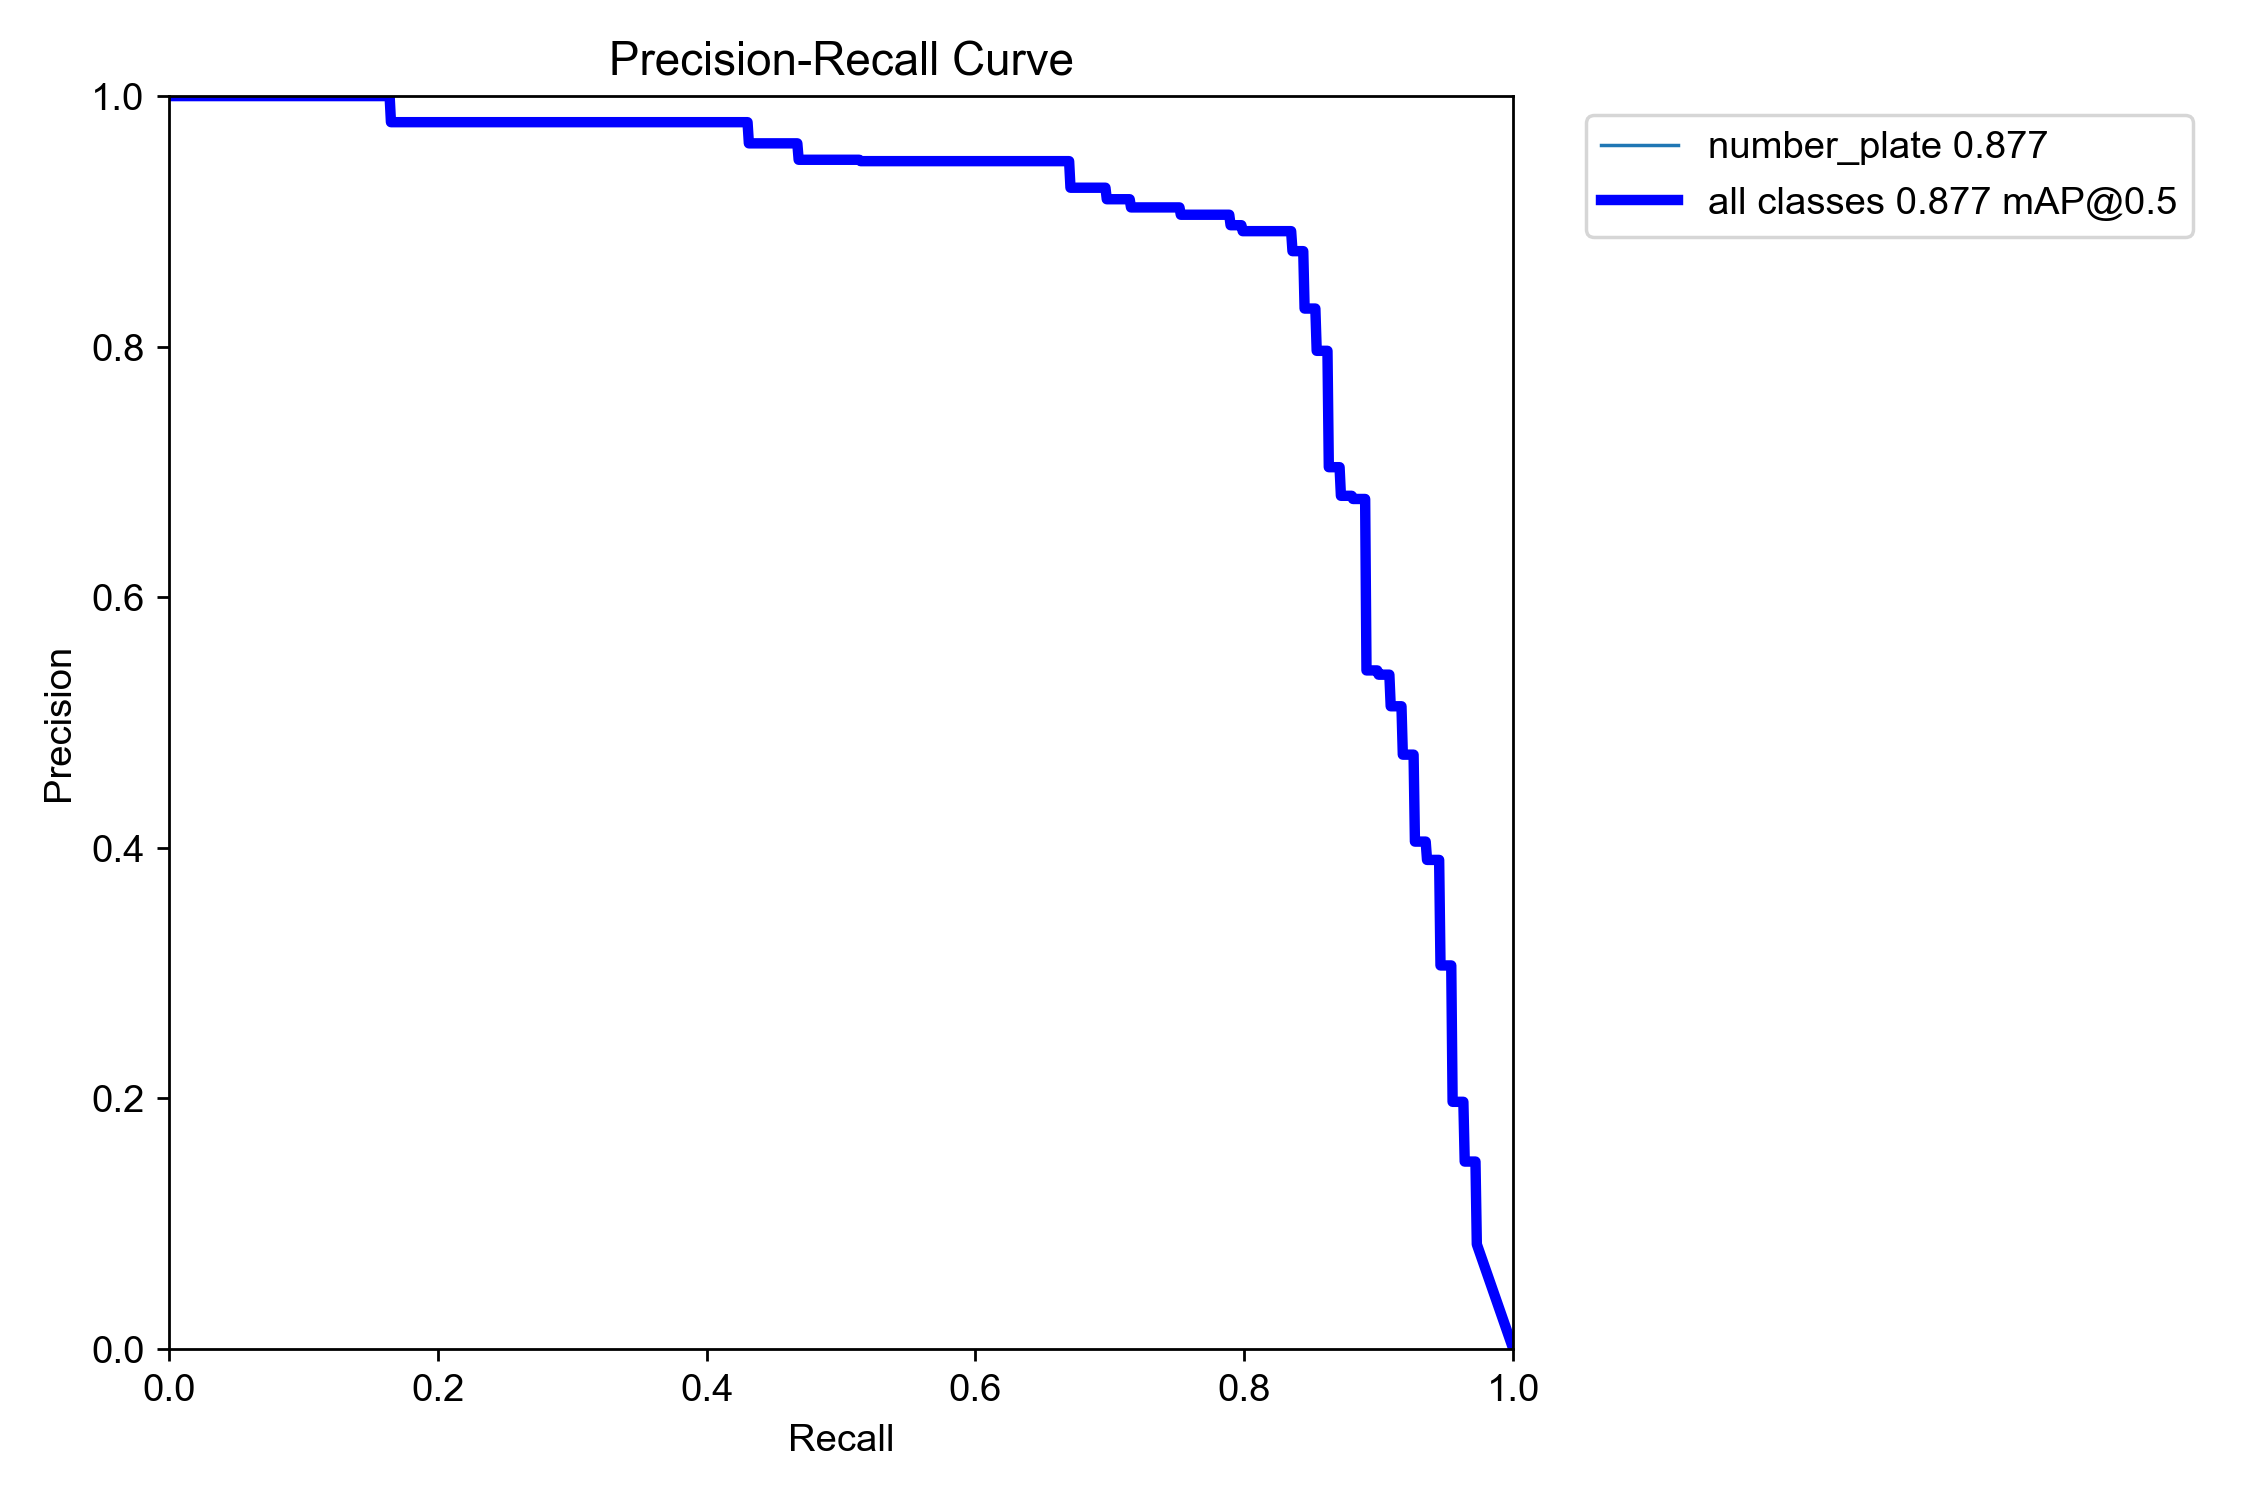 Precision-Recall Curve
number_plate 0.877
all classes 0.877 mAP@0.5
1.0
0.8
0.6
0.4
0.2
0.0
Precision
0.0 0.2 0.4 0.6 0.8 1.0
Recall